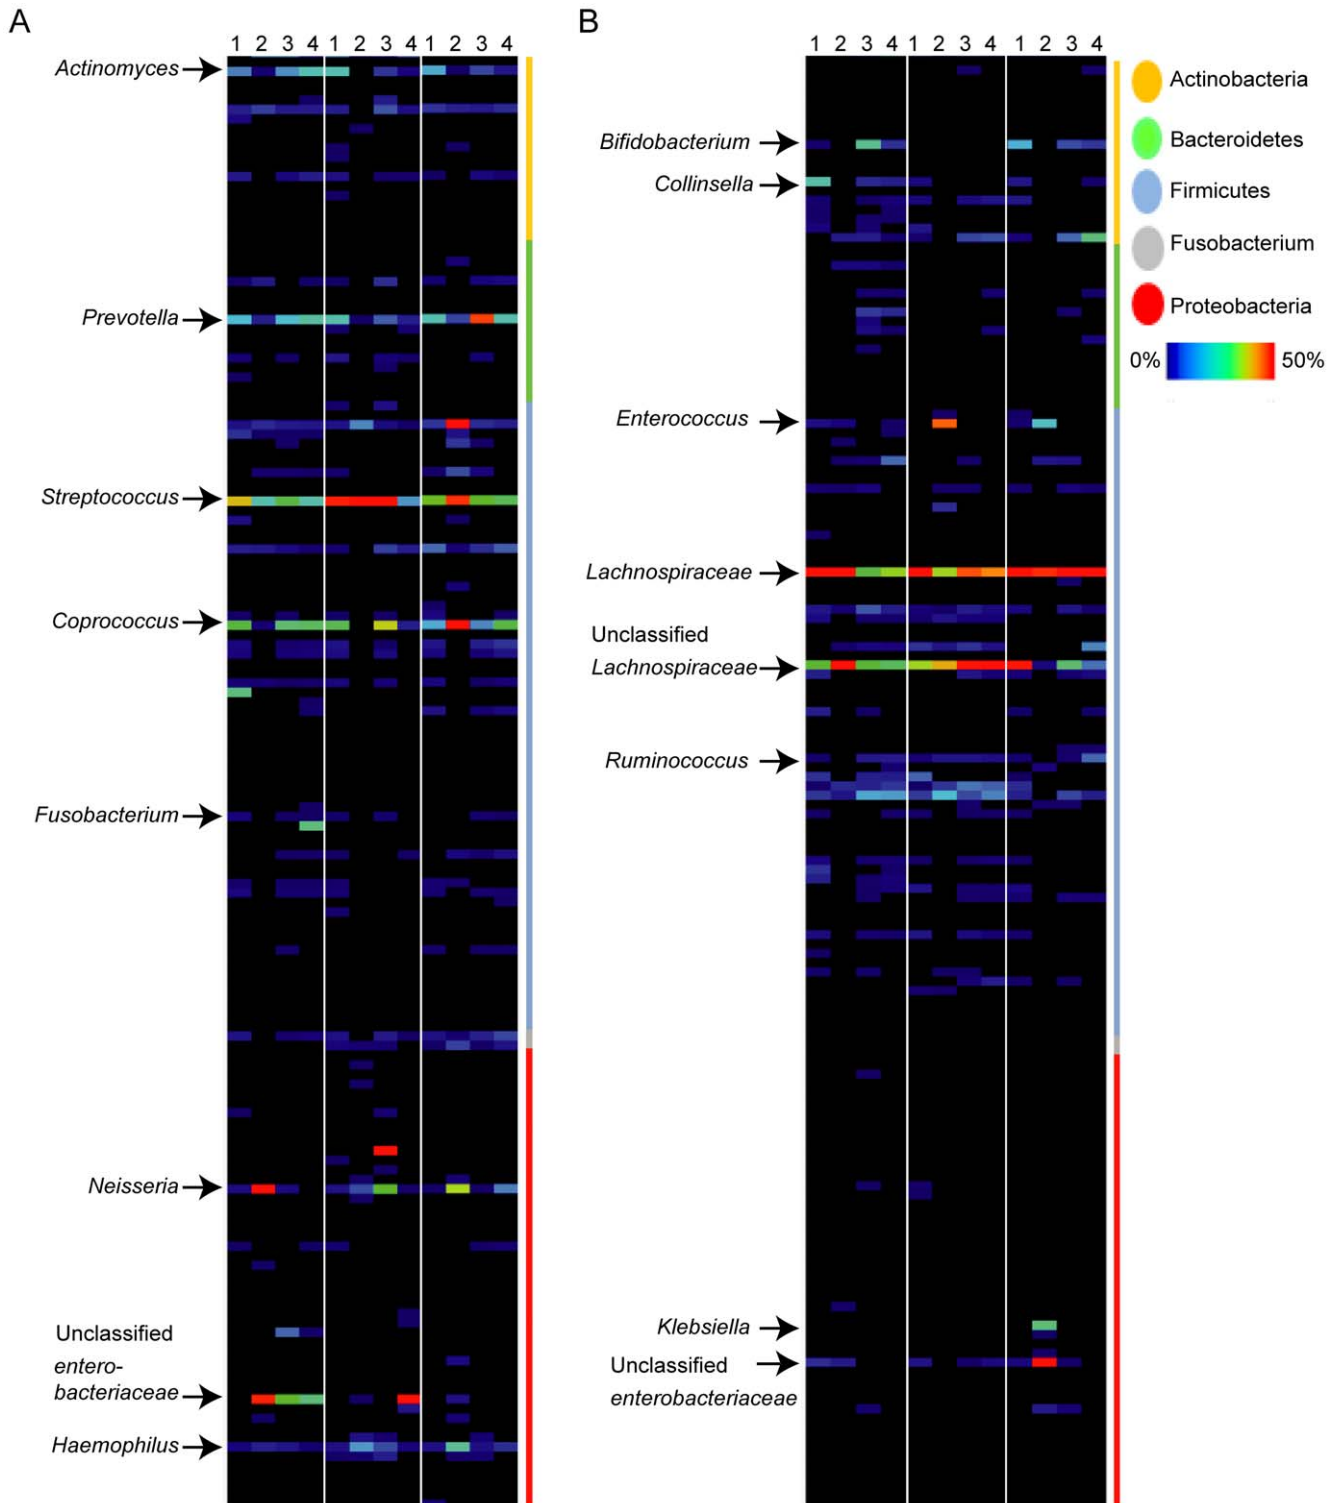 A
1 2 3 4 1 2 3 4 1 2 3 4
Actinomyces
Prevotella
Streptococcus
Coprococcus
Fusobacterium
Neisseria
Unclassified
entero-
bacteriaceae
Haemophilus
B
1 2 3 4 1 2 3 4 1 2 3 4
Bifidobacterium
Collinsella
Enterococcus
Lachnospiraceae
Unclassified
Lachnospiraceae
Ruminococcus
Klebsiella
Unclassified
enterobacteriaceae
Actinobacteria
Bacteroidetes
Firmicutes
Fusobacterium
Proteobacteria
0% 50%